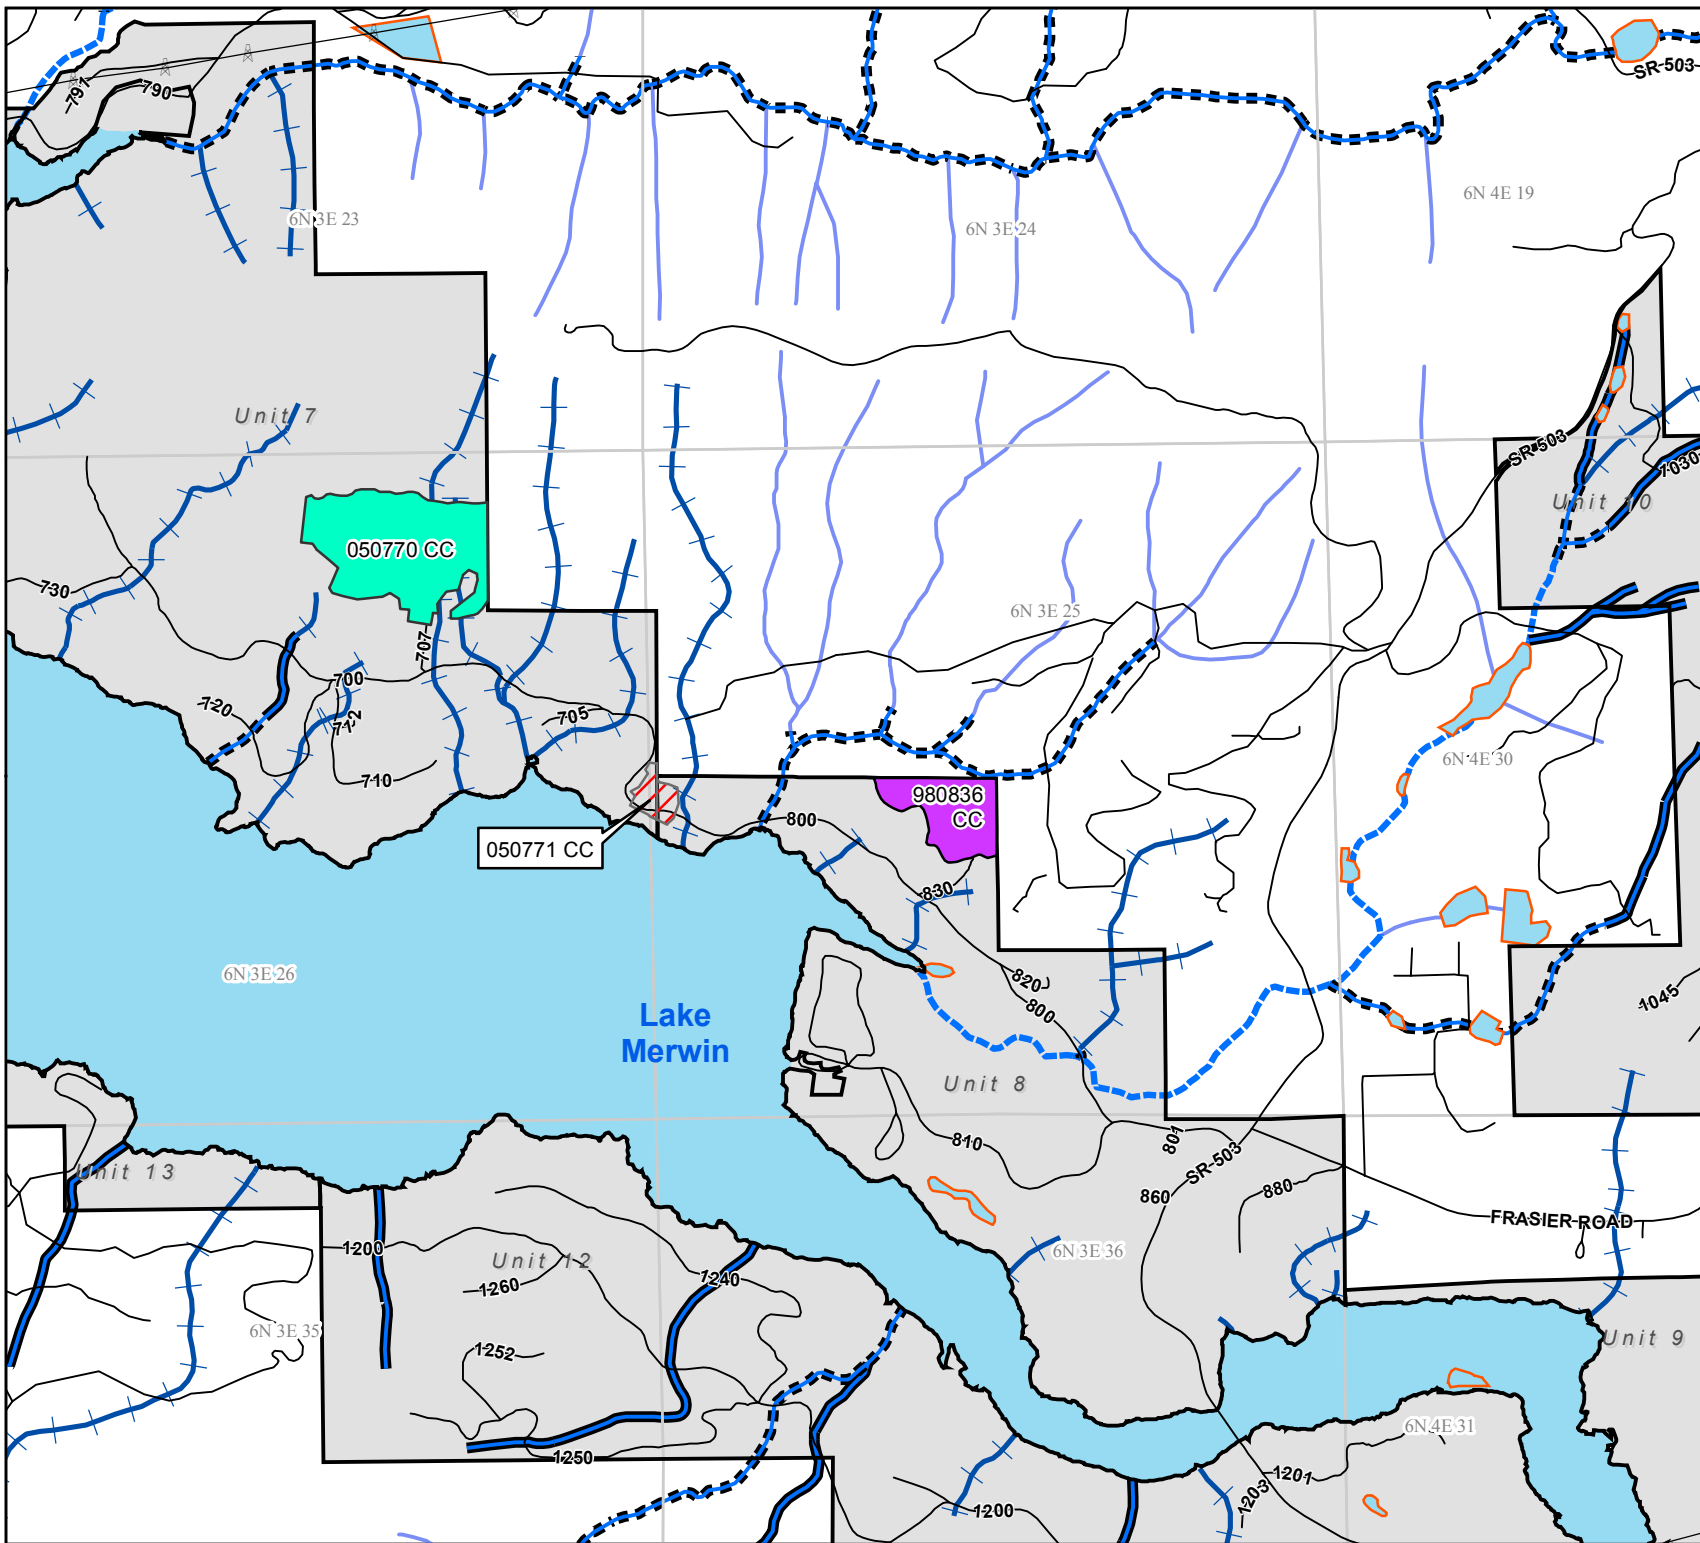 SR 503
797
790
6N 3E 23
6N 3E 24
6N 4E 19
Unit 7
SR 503
1030
Unit 10
050770 CC
730
6N 3E 25
707
700
720
712
705
710
6N 4E 30
980836
CC
800
050771 CC
830
6N 3E 26
820
800
1045
Lake
Merwin
Unit 8
810
801
SR 503
Unit 13
860
880
FRASIER ROAD
1200
Unit 12
6N 3E 36
1260
1240
6N 3E 35
Unit 9
1252
6N 4E 31
1250
1201
1203
1200